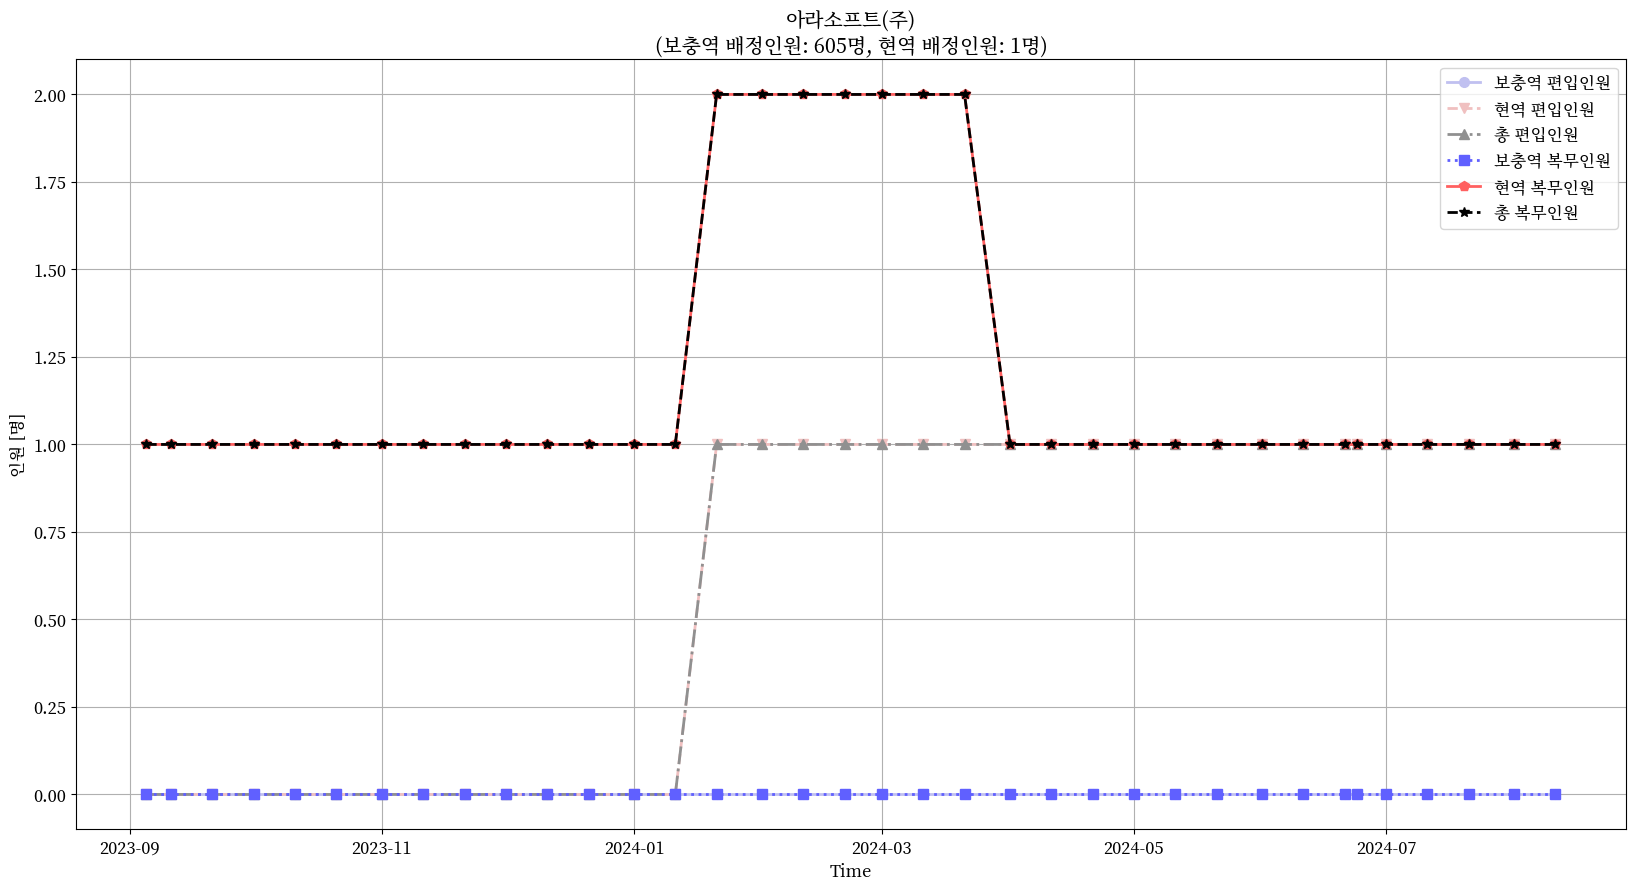 아라소프트(주)
(보충역 배정인원: 605명, 현역 배정인원: 1명)
보충역 편입인원
현역 편입인원
총 편입인원
보충역 복무인원
현역 복무인원
총 복무인원
2.00
1.75
1.50
1.25
1.00
0.75
0.50
0.25
0.00
인원 [명]
2023-09
2023-11
2024-01
2024-03
2024-05
2024-07
Time